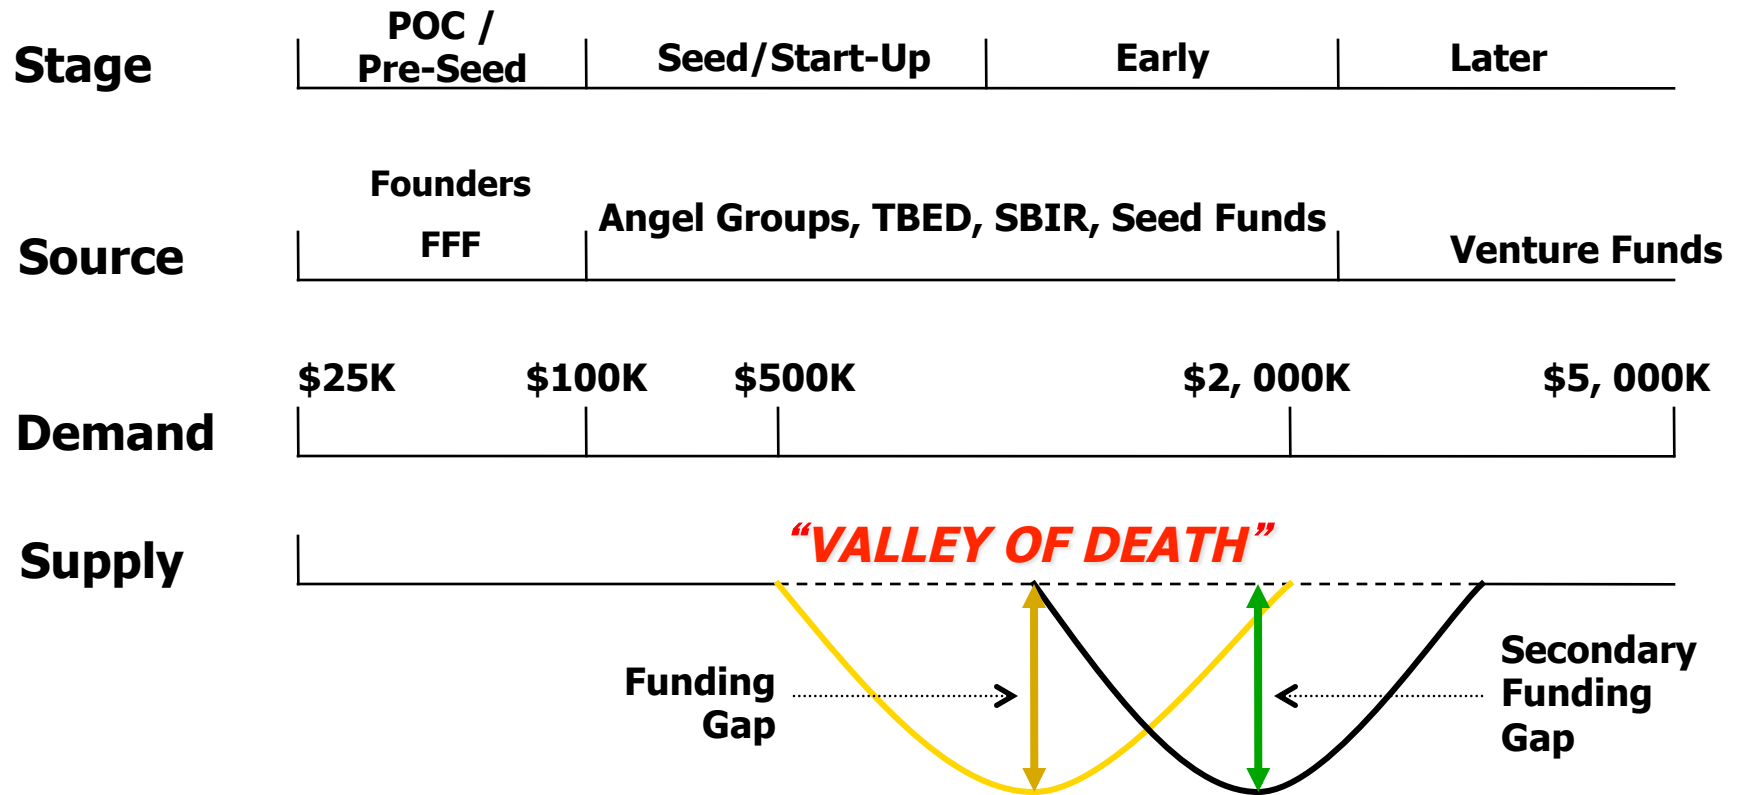 Stage
POC /
Pre-Seed
Seed/Start-Up
Early
Later
Source
Founders
FFF
Angel Groups, TBED, SBIR, Seed Funds
Venture Funds
Demand
$25K
$100K
$500K
$2, 000K
$5, 000K
Supply
“VALLEY OF DEATH”
Funding
Gap
Secondary
Funding
Gap